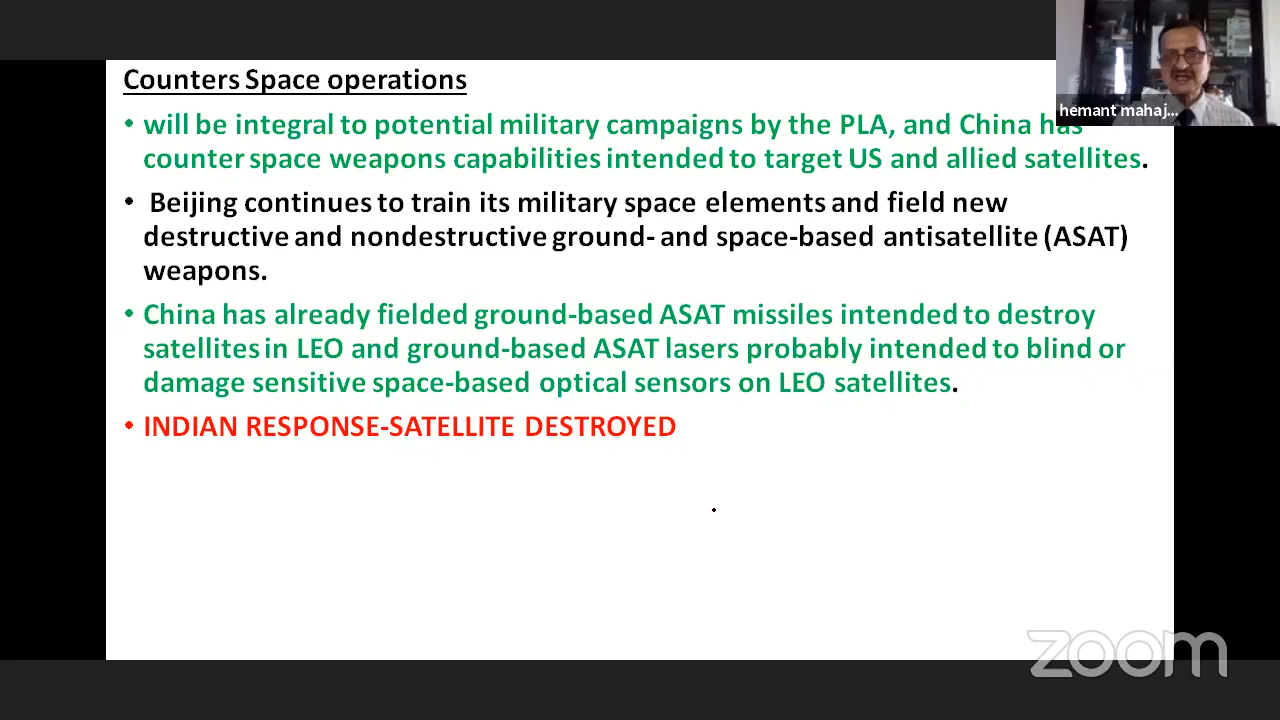 Counters Space operations
hemant mahaj...
• will be integral to potential military campaigns by the PLA, and China has
counter space weapons capabilities intended to target US and allied satellites.
• Beijing continues to train its military space elements and field new
destructive and nondestructive ground- and space-based antisatellite (ASAT)
weapons.
• China has already fielded ground-based ASAT missiles intended to destroy
satellites in LEO and ground-based ASAT lasers probably intended to blind or
damage sensitive space-based optical sensors on LEO satellites.
• INDIAN RESPONSE-SATELLITE DESTROYED
.
zoom